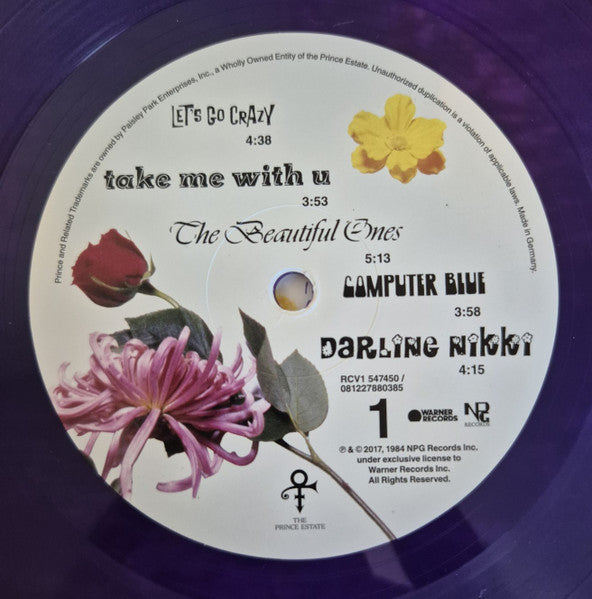 Prince and Related Trademarks are owned by Paisley Park Enterprises, Inc., a Wholly Owned Entity of the Prince Estate. Unauthorized duplication is a violation of applicable laws. Made in Germany.
LET'S GO CRAZY
4:38
take me with u
3:53
The Beautiful Ones
5:13
COMPUTER BLUE
3:58
DARLING NIKKI
4:15
RCV1 547450 /
081227880385
1 WARNER RECORDS NPG RECORDS
℗ & © 2017, 1984 NPG Records Inc.
under exclusive license to
Warner Records Inc.
All Rights Reserved.
THE
PRINCE ESTATE